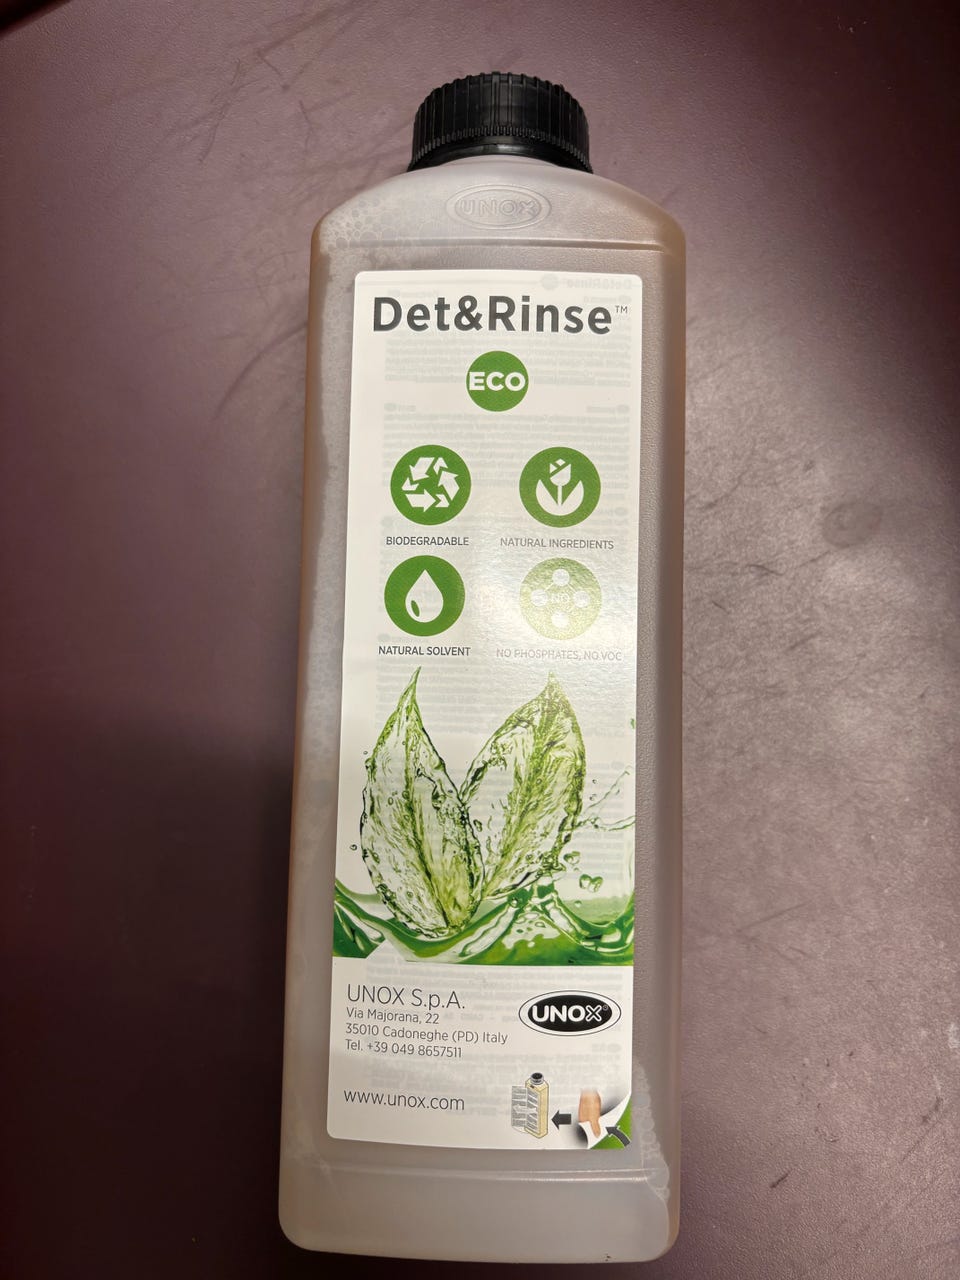 UNOX
Det&Rinse™
ECO
BIODEGRADABLE
NATURAL INGREDIENTS
NO
NATURAL SOLVENT
NO PHOSPHATES, NO VOC
UNOX S.p.A.
Via Majorana, 22
35010 Cadoneghe (PD) Italy
Tel. +39 049 8657511
UNOX
www.unox.com